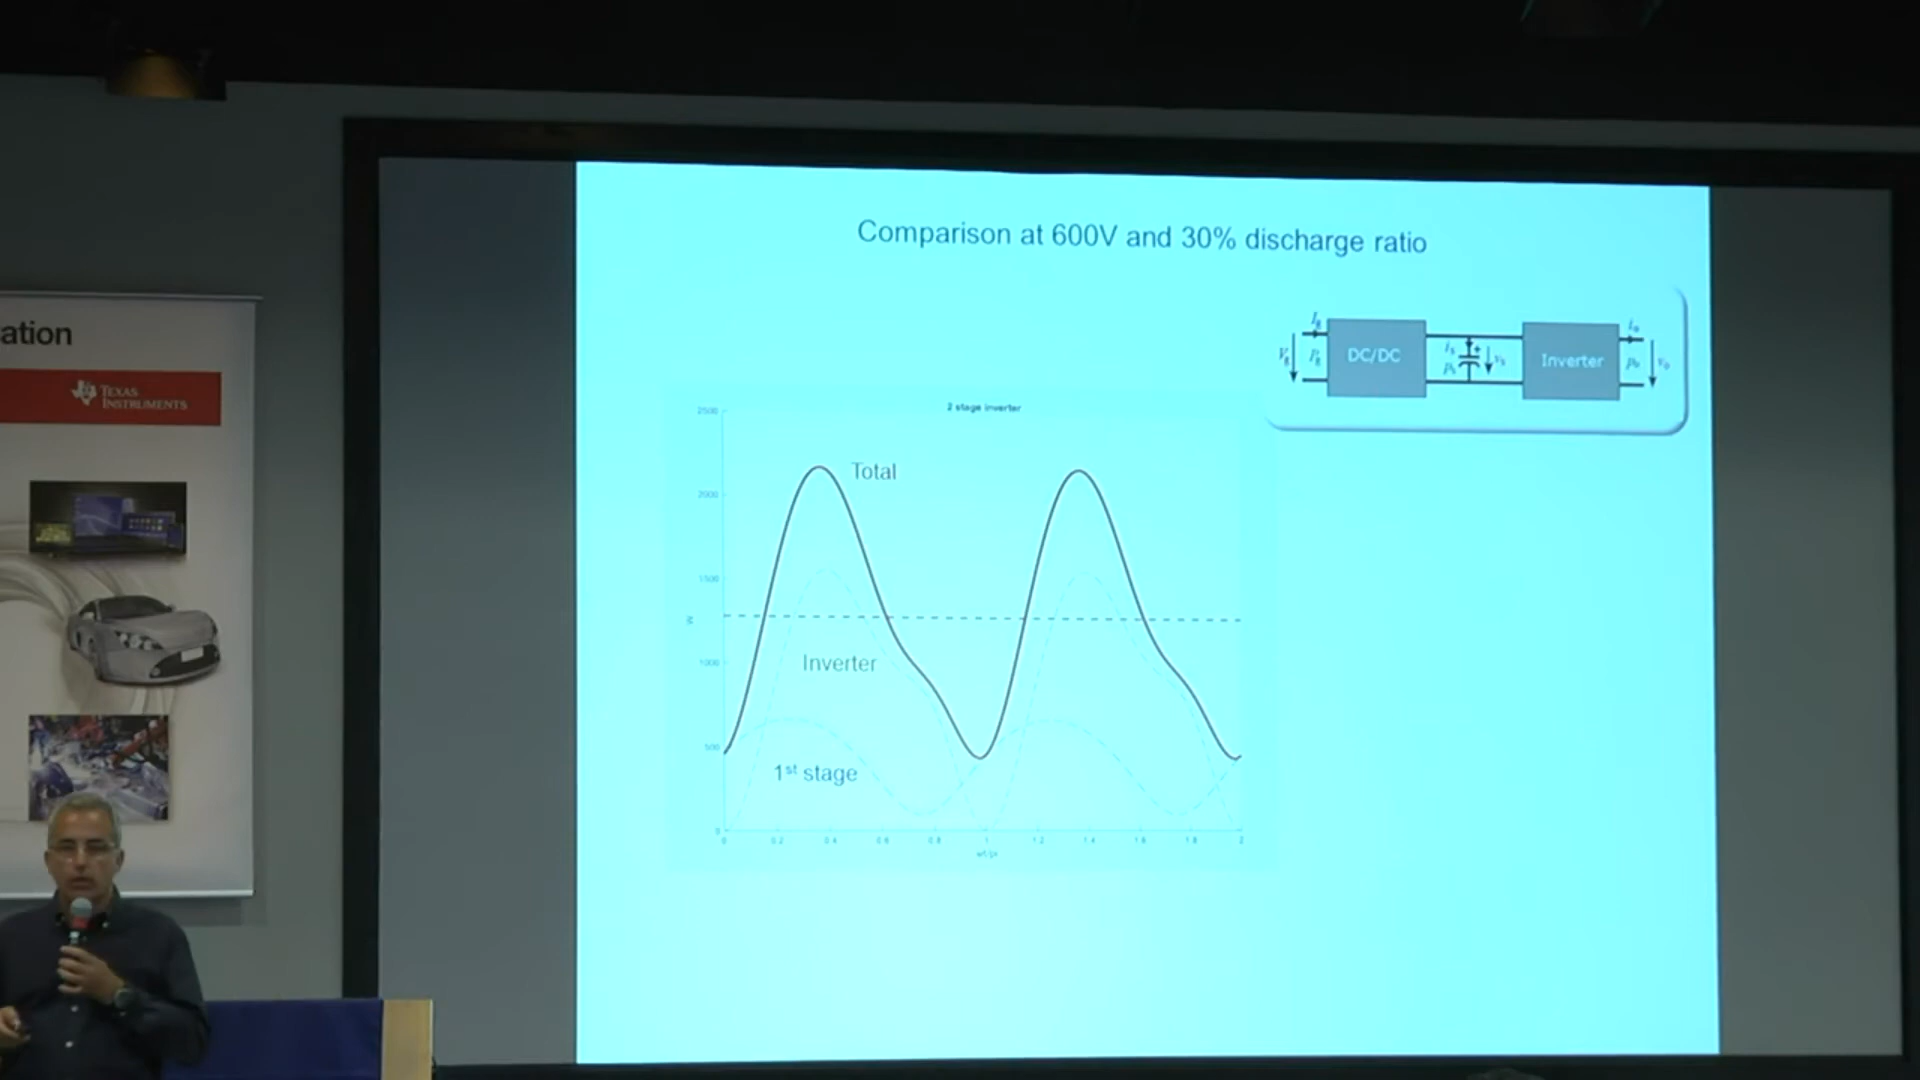 Comparison at 600V and 30% discharge ratio
ation
TEXAS
INSTRUMENTS
DC/DC
Inverter
2 stage inverter
2500
Total
2000
1500
1000
Inverter
500
1st stage
0
0 0.2 0.4 0.6 0.8 1 1.2 1.4 1.6 1.8 2